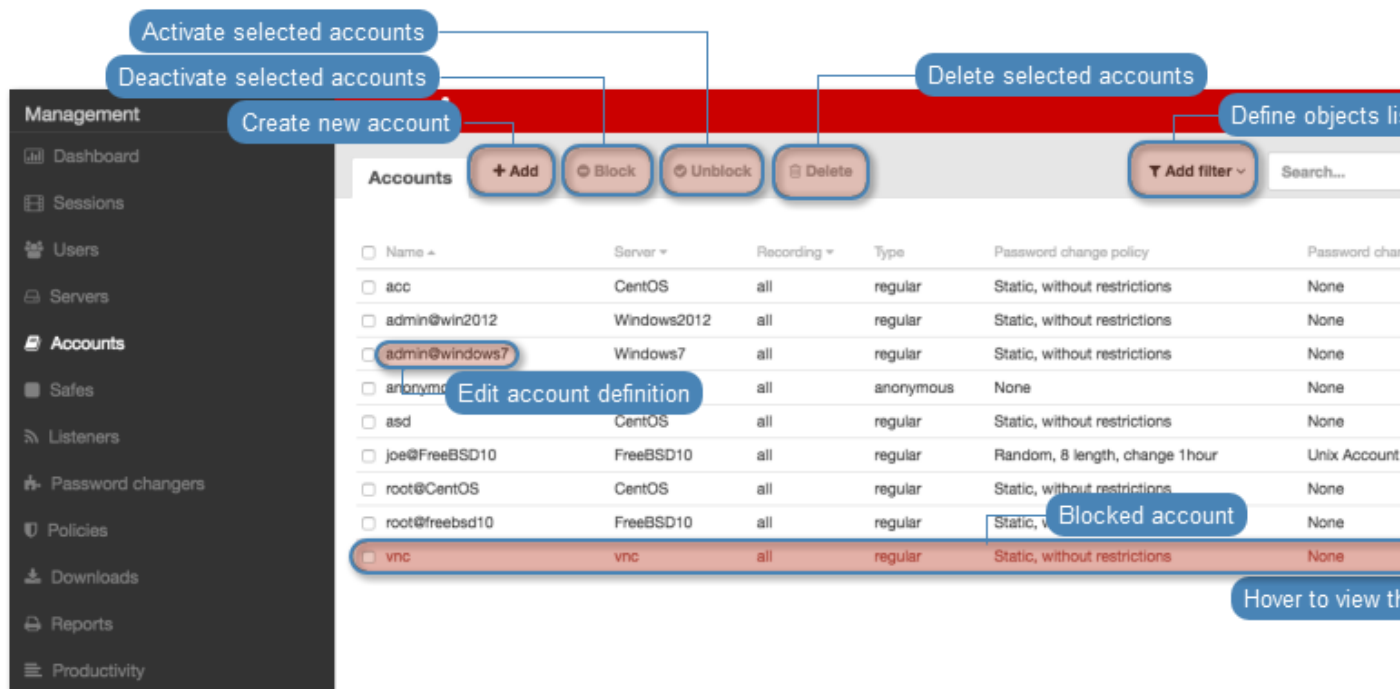 Activate selected accounts
Deactivate selected accounts
Delete selected accounts
Management
Create new account
Define objects
Dashboard
Accounts
+ Add
Block
Unblock
Delete
Add filter
Search...
Sessions
Users
Name Server Recording Type Password change policy Password
acc CentOS all regular Static, without restrictions None
Servers
admin@win2012 Windows2012 all regular Static, without restrictions None
Accounts
admin@windows7 Windows7 all regular Static, without restrictions None
Safes
all anonymous None None
Edit account definition
asd CentOS all regular Static, without restrictions None
Listeners
joe@FreeBSD10 FreeBSD10 all regular Random, 8 length, change 1hour Unix Account
Password changers
root@CentOS CentOS all regular Static, without restrictions None
Policies
root@freebsd10 FreeBSD10 all regular Static, None
Blocked account
vnc vnc all regular Static, without restrictions None
Downloads
Hover to view
Reports
Productivity